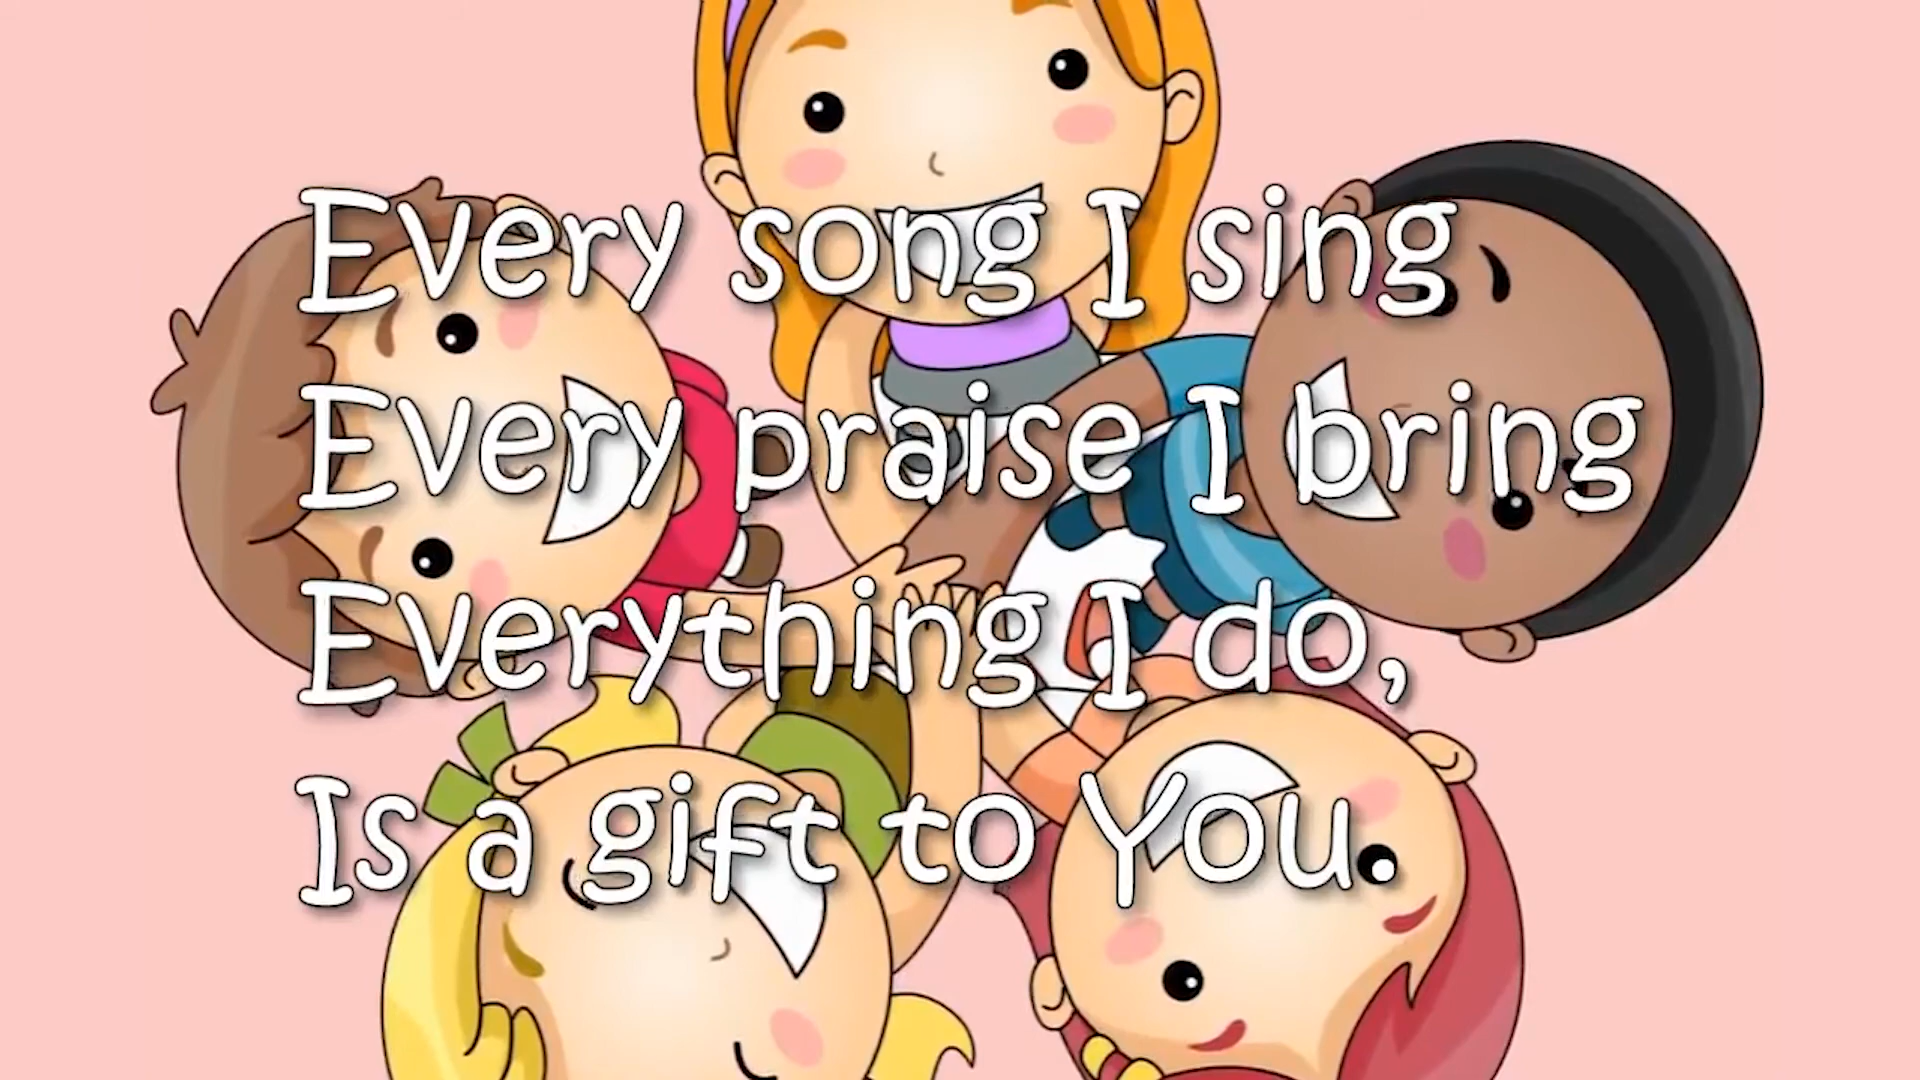 Every song I sing
Every praise I bring
Everything I do,
Is a gift to You.